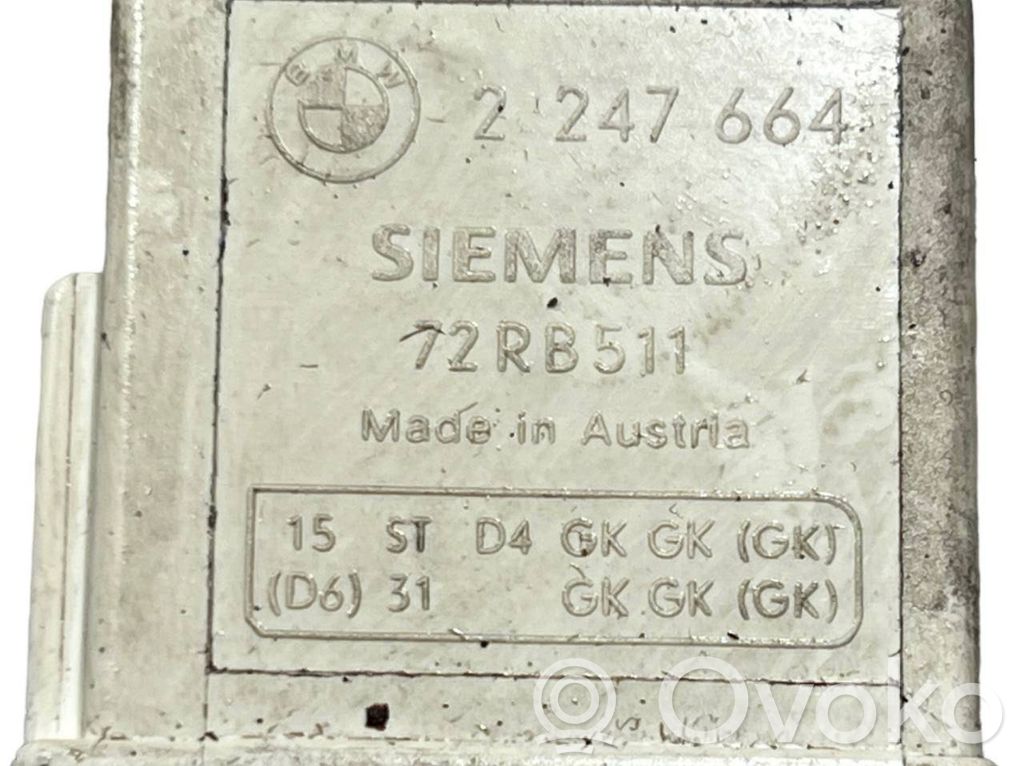 BMW 2 247 664
SIEMENS
72RB511
Made in Austria
15 ST D4 GK GK (GK)
(D6) 31 GK GK (GK)
Ovoko